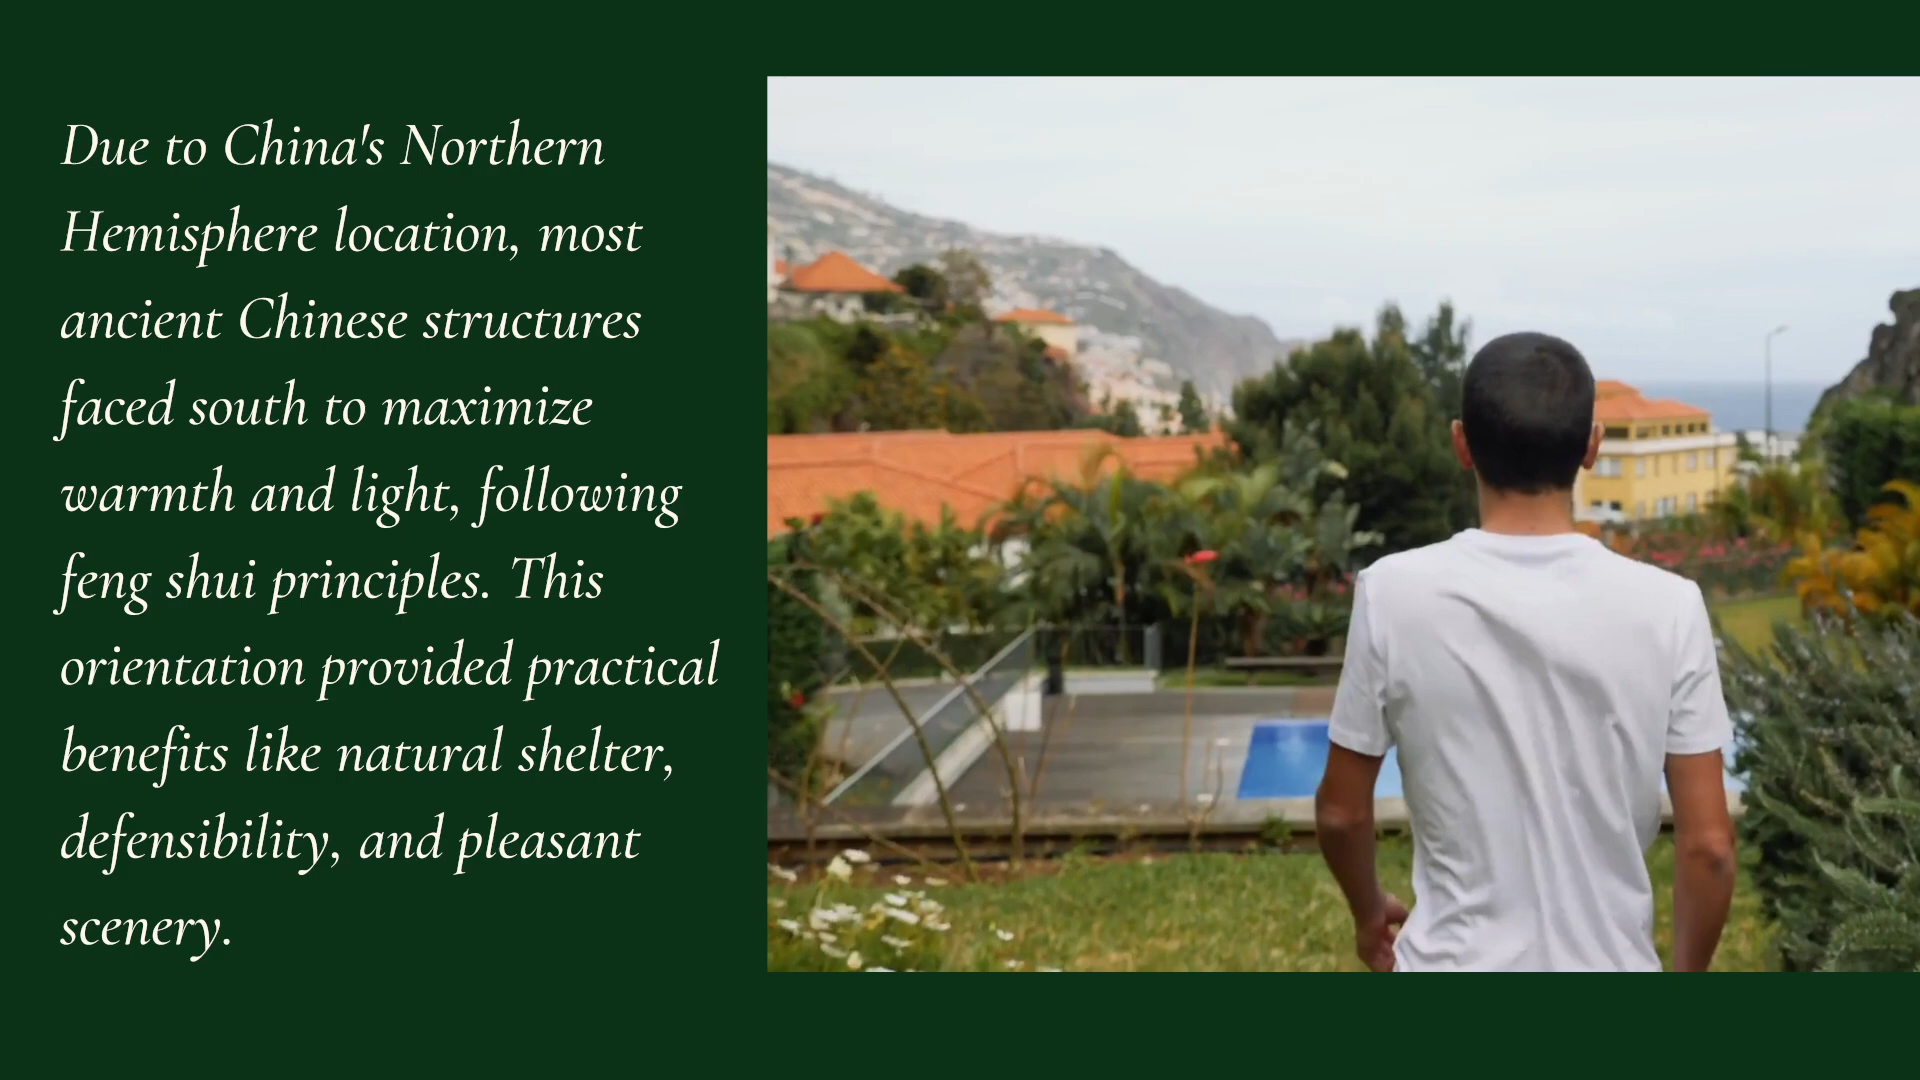 Due to China's Northern
Hemisphere location, most
ancient Chinese structures
faced south to maximize
warmth and light, following
feng shui principles. This
orientation provided practical
benefits like natural shelter,
defensibility, and pleasant
scenery.